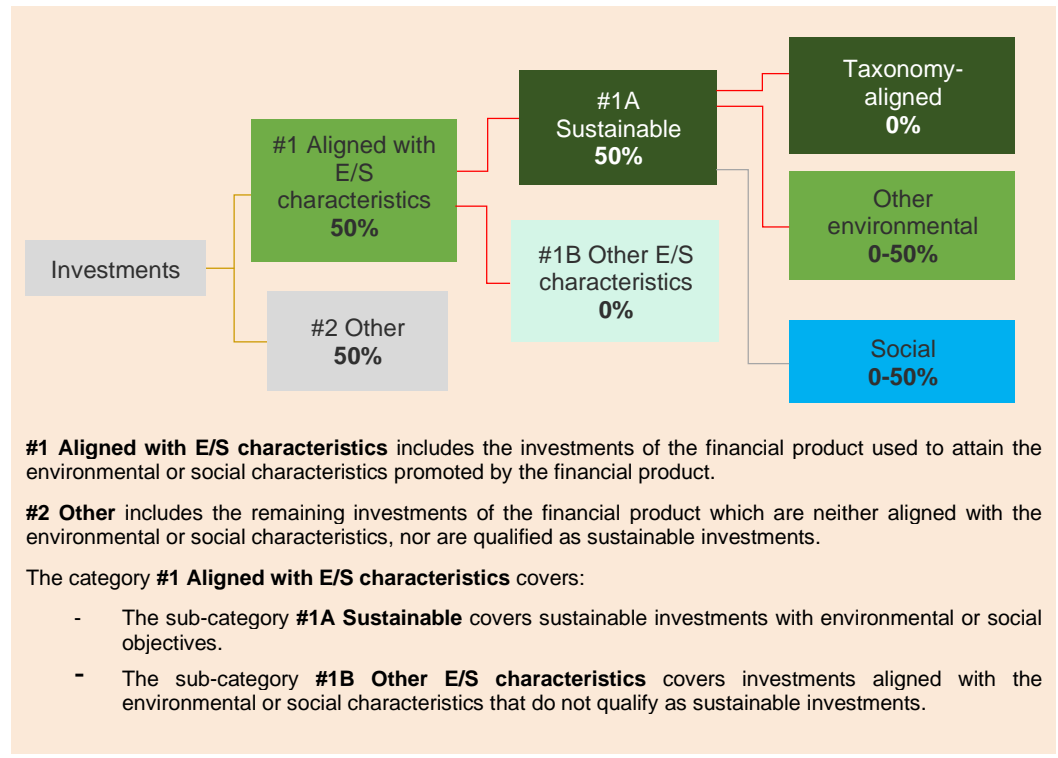 Taxonomy-
aligned
0%
#1A
Sustainable
50%
#1 Aligned with
E/S
characteristics
50%
Other
environmental
0-50%
#1B Other E/S
characteristics
0%
Investments
#2 Other
50%
Social
0-50%
#1 Aligned with E/S characteristics includes the investments of the financial product used to attain the
environmental or social characteristics promoted by the financial product.
#2 Other includes the remaining investments of the financial product which are neither aligned with the
environmental or social characteristics, nor are qualified as sustainable investments.
The category #1 Aligned with E/S characteristics covers:
- The sub-category #1A Sustainable covers sustainable investments with environmental or social
objectives.
- The sub-category #1B Other E/S characteristics covers investments aligned with the
environmental or social characteristics that do not qualify as sustainable investments.